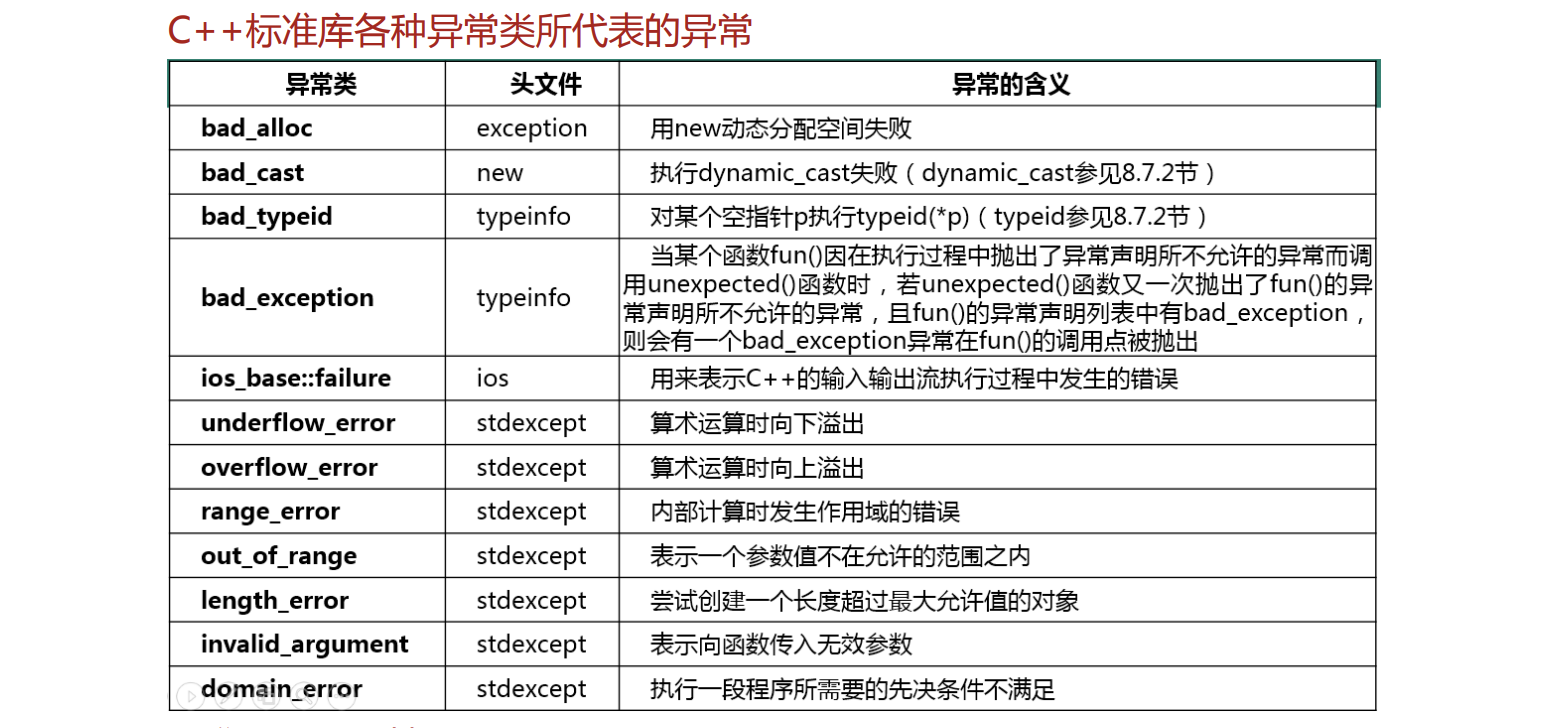 C++标准库各种异常类所代表的异常
异常类 头文件 异常的含义
bad_alloc exception 用new动态分配空间失败
bad_cast new 执行dynamic_cast失败（dynamic_cast参见8.7.2节）
bad_typeid typeinfo 对某个空指针p执行typeid(*p)（typeid参见8.7.2节）
bad_exception typeinfo 当某个函数fun()因在执行过程中抛出了异常声明所不允许的异常而调
用unexpected()函数时，若unexpected()函数又一次抛出了fun()的异
常声明所不允许的异常，且fun()的异常声明列表中有bad_exception，
则会有一个bad_exception异常在fun()的调用点被抛出
ios_base::failure ios 用来表示C++的输入输出流执行过程中发生的错误
underflow_error stdexcept 算术运算时向下溢出
overflow_error stdexcept 算术运算时向上溢出
range_error stdexcept 内部计算时发生作用域的错误
out_of_range stdexcept 表示一个参数值不在允许的范围之内
length_error stdexcept 尝试创建一个长度超过最大允许值的对象
invalid_argument stdexcept 表示向函数传入无效参数
domain_error stdexcept 执行一段程序所需要的先决条件不满足